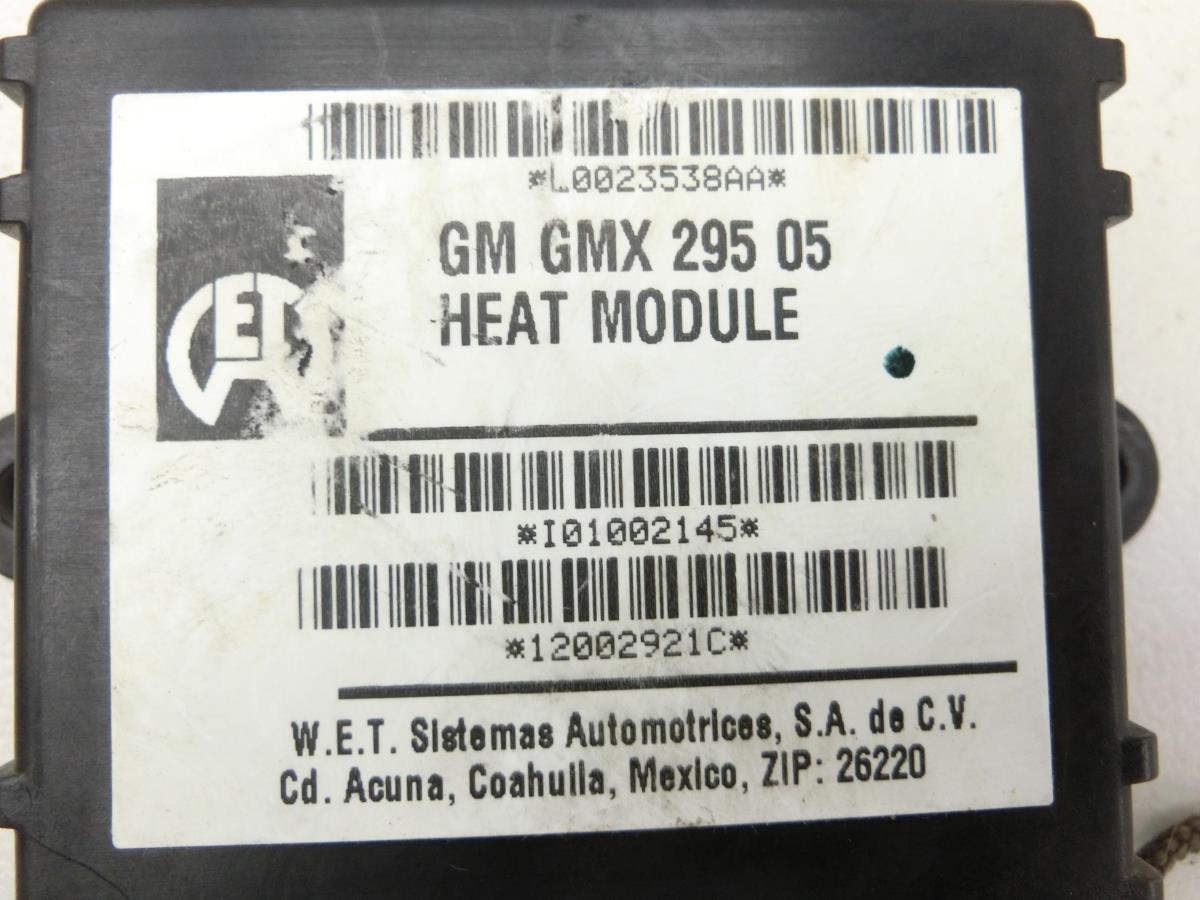 *L0023538AA*
GM GMX 295 05
HEAT MODULE
*I01002145*
*12002921C*
W.E.T. Sistemas Automotrices, S.A. de C.V.
Cd. Acuna, Coahuila, Mexico, ZIP: 26220